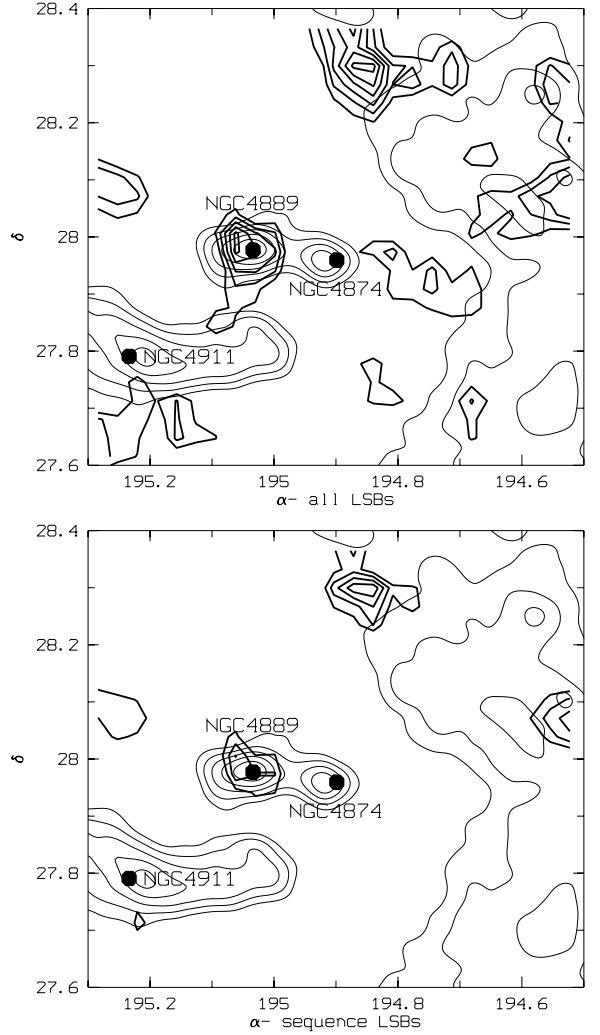 28.4
28.2
28
27.8
27.6
δ
NGC4889
NGC4874
NGC4911
195.2 195 194.8 194.6
α- all LSBs
28.4
28.2
28
27.8
27.6
δ
NGC4889
NGC4874
NGC4911
195.2 195 194.8 194.6
α- sequence LSBs